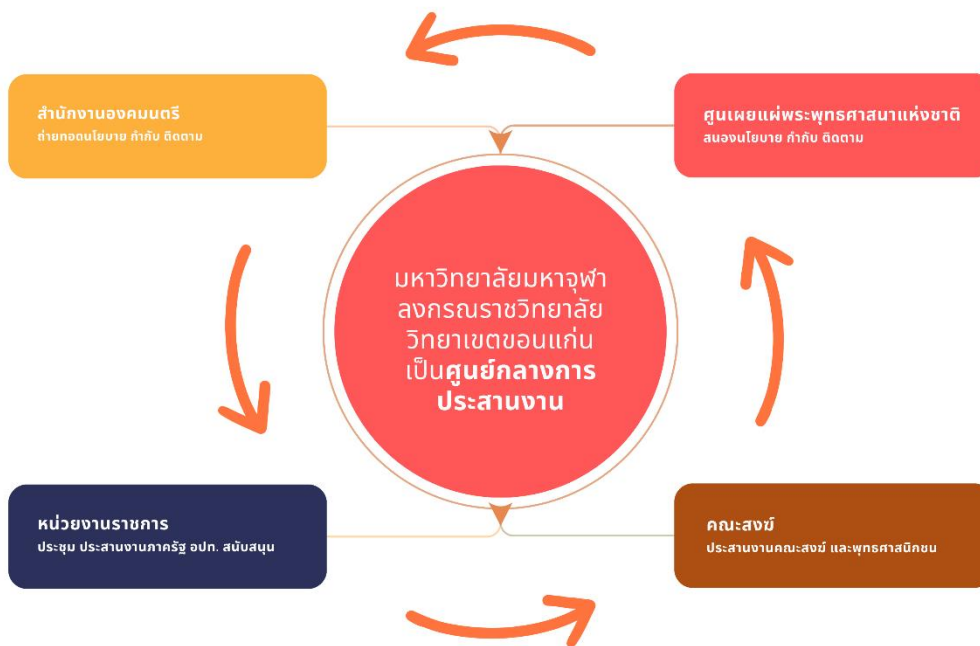 สำนักงานองคมนตรี
ถ่ายทอดนโยบาย กำกับ ติดตาม
ศูนเผยแผ่พระพุทธศาสนาแห่งชาติ
สนองนโยบาย กำกับ ติดตาม
มหาวิทยาลัยมหาจุฬา
ลงกรณราชวิทยาลัย
วิทยาเขตขอนแก่น
เป็นศูนย์กลางการ
ประสานงาน
หน่วยงานราชการ
ประชุม ประสานงานภาครัฐ อปท. สนับสนุน
คณะสงฆ์
ประสานงานคณะสงฆ์ และพุทธศาสนิกชน